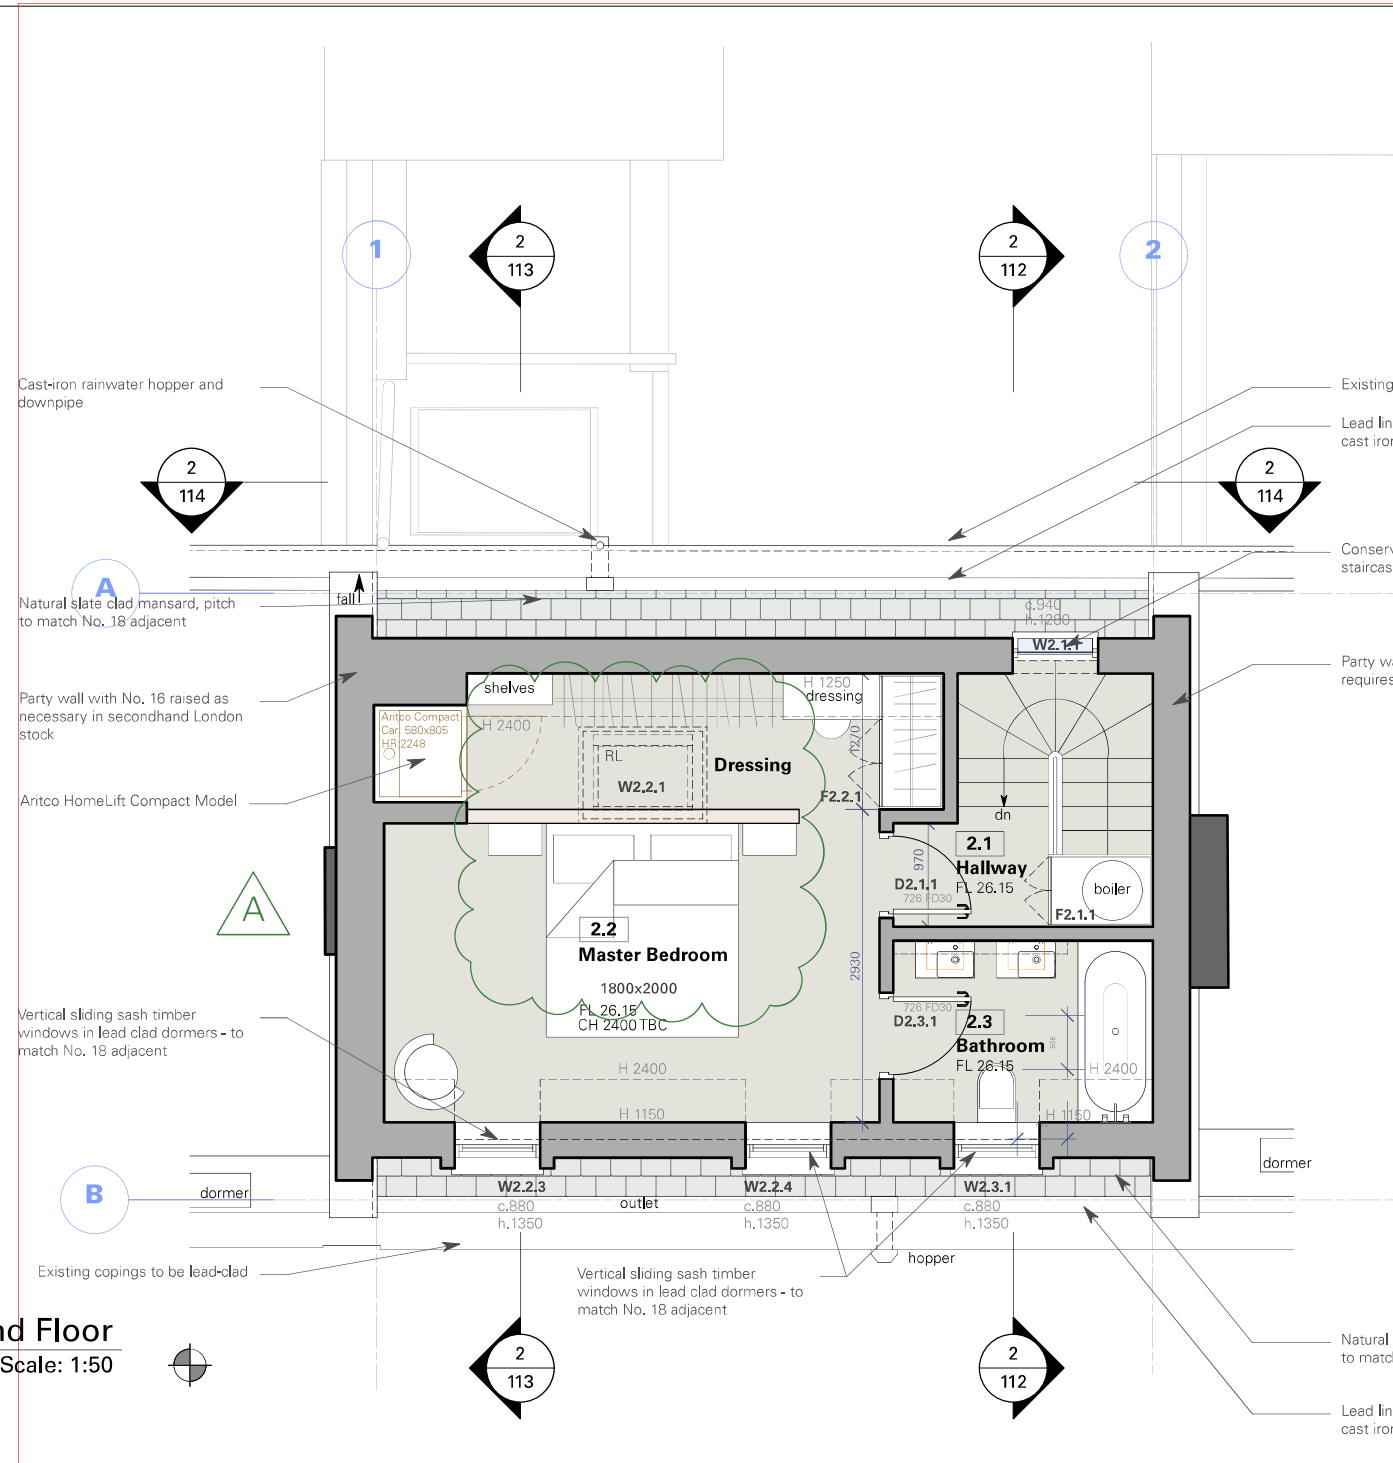 1
2
113
2
112
2
Cast-iron rainwater hopper and
downpipe
Existing
Lead lin
cast iron
2
114
2
114
Conserv
staircas
A
fall
Natural slate clad mansard, pitch
to match No. 18 adjacent
c.940
h.1280
W2.1.1
Party wa
requires
Party wall with No. 16 raised as
necessary in secondhand London
stock
shelves
H 1250
dressing
Aritco Compact
Car: 580x805
HR 2248
H 2400
1270
RL
Dressing
W2.2.1
F2.2.1
Aritco HomeLift Compact Model
dn
2.1
Hallway
FL 26.15
970
D2.1.1
726 FD30
boiler
F2.1.1
A
2.2
Master Bedroom
1800x2000
FL 26.15
CH 2400 TBC
2930
726 FD30
D2.3.1
2.3
Bathroom
FL 26.15
506
Vertical sliding sash timber
windows in lead clad dormers - to
match No. 18 adjacent
H 2400
H 2400
H 1150
H 1150
dormer
dormer
B
W2.2.3
c.880
h.1350
outlet
W2.2.4
c.880
h.1350
W2.3.1
c.880
h.1350
hopper
Existing copings to be lead-clad
Vertical sliding sash timber
windows in lead clad dormers - to
match No. 18 adjacent
nd Floor
Scale: 1:50
2
113
2
112
Natural
to match
Lead lin
cast iron